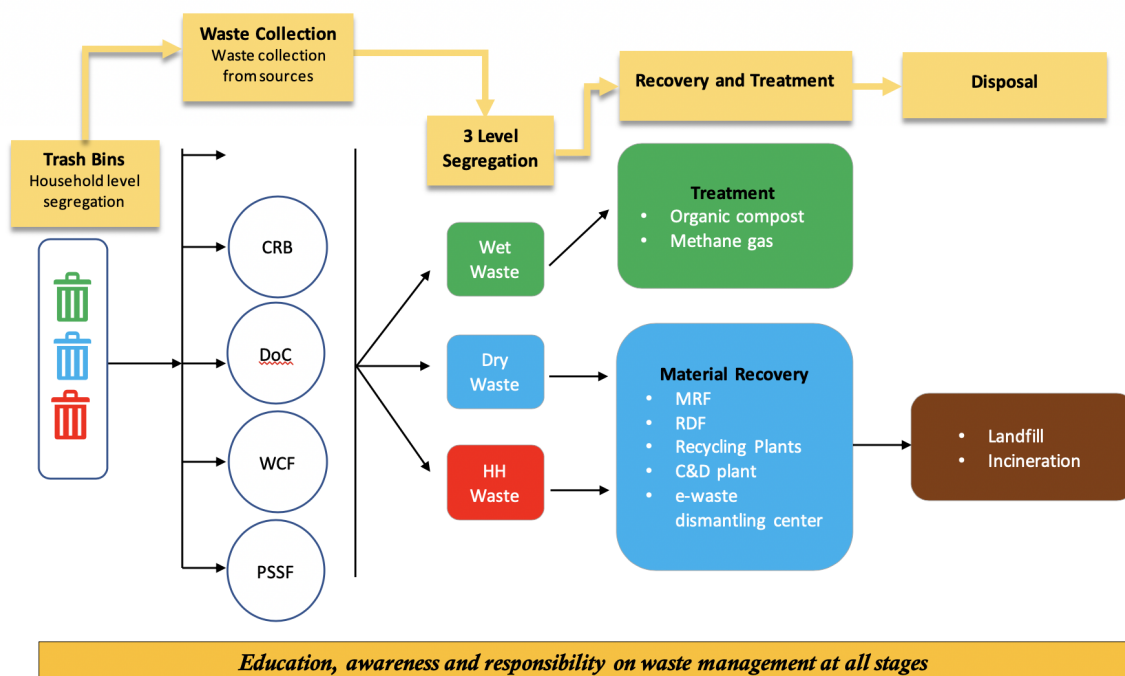 Waste Collection
Waste collection
from sources
Recovery and Treatment
Disposal
3 Level
Segregation
Trash Bins
Household level
segregation
CRB
DoC
WCF
PSSF
Wet
Waste
Dry
Waste
HH
Waste
Treatment
• Organic compost
• Methane gas
Material Recovery
• MRF
• RDF
• Recycling Plants
• C&D plant
• e-waste
dismantling center
• Landfill
• Incineration
Education, awareness and responsibility on waste management at all stages